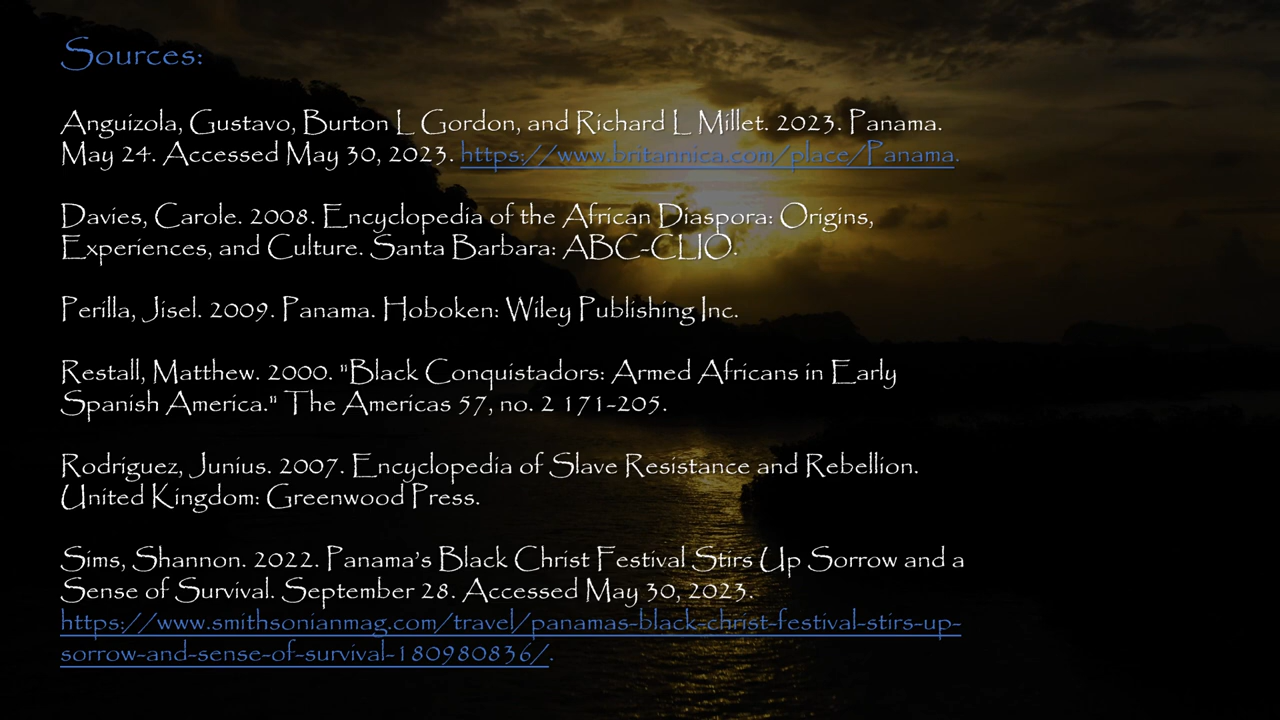 Sources:
Anguizola, Gustavo, Burton L Gordon, and Richard L Millet. 2023. Panama.
May 24. Accessed May 30, 2023. https://www.britannica.com/place/Panama.
Davies, Carole. 2008. Encyclopedia of the African Diaspora: Origins,
Experiences, and Culture. Santa Barbara: ABC-CLIO.
Perilla, Jisel. 2009. Panama. Hoboken: Wiley Publishing Inc.
Restall, Matthew. 2000. "Black Conquistadors: Armed Africans in Early
Spanish America." The Americas 57, no. 2 171-205.
Rodriguez, Junius. 2007. Encyclopedia of Slave Resistance and Rebellion.
United Kingdom: Greenwood Press.
Sims, Shannon. 2022. Panama’s Black Christ Festival Stirs Up Sorrow and a
Sense of Survival. September 28. Accessed May 30, 2023.
https://www.smithsonianmag.com/travel/panamas-black-christ-festival-stirs-up-
sorrow-and-sense-of-survival-180980836/.